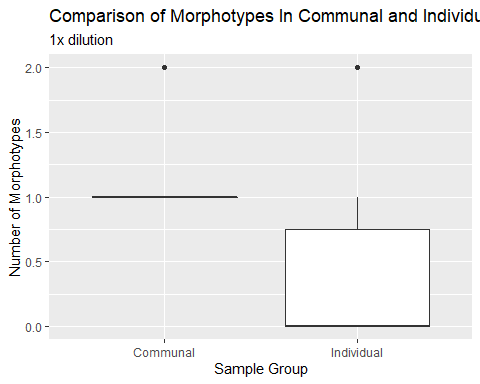 Comparison of Morphotypes In Communal and Individu
1x dilution
Number of Morphotypes
2.0
1.5
1.0
0.5
0.0
Communal Individual
Sample Group